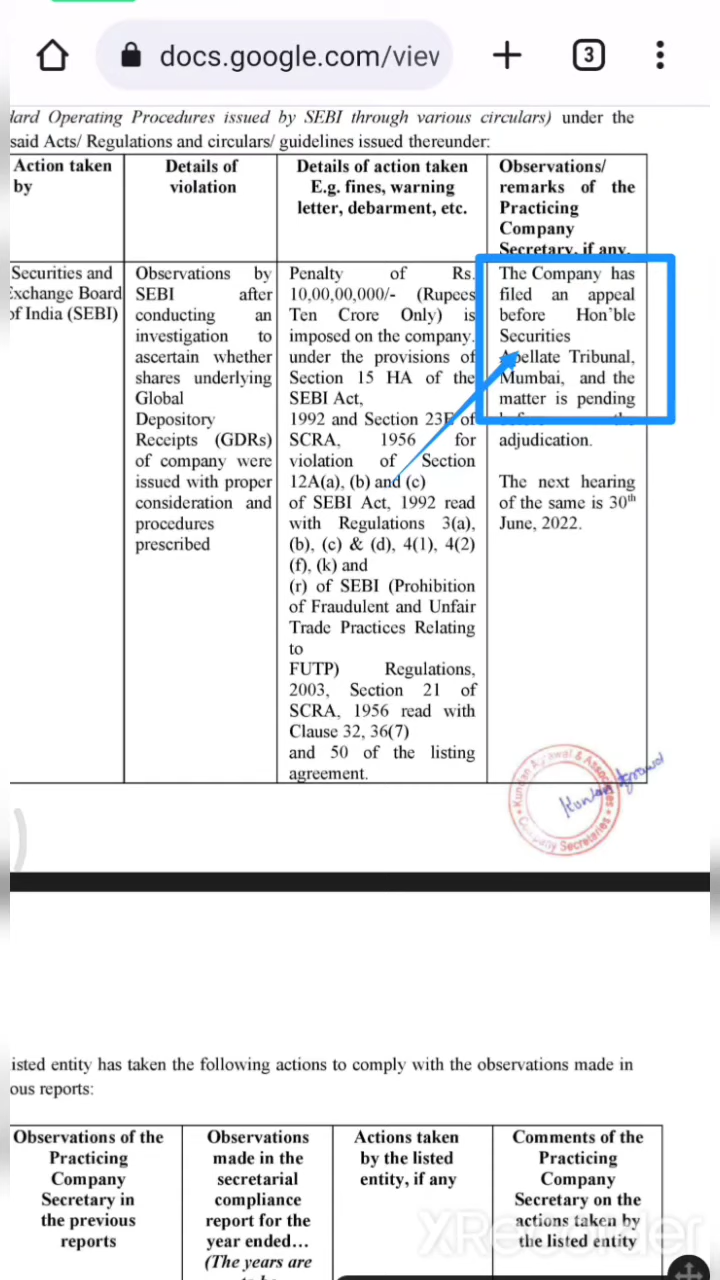 docs.google.com/view
3
dard Operating Procedures issued by SEBI through various circulars) under the
said Acts/ Regulations and circulars/ guidelines issued thereunder:
Action taken
by
Details of
violation
Details of action taken
E.g. fines, warning
letter, debarment, etc.
Observations/
remarks of the
Practicing
Company
Secretary, if any.
Securities and
Exchange Board
of India (SEBI)
Observations by
SEBI after
conducting an
investigation to
ascertain whether
shares underlying
Global
Depository
Receipts (GDRs)
of company were
issued with proper
consideration and
procedures
prescribed
Penalty of Rs.
10,00,00,000/- (Rupees
Ten Crore Only) is
imposed on the company.
under the provisions of
Section 15 HA of the
SEBI Act,
1992 and Section 23E of
SCRA, 1956 for
violation of Section
12A(a), (b) and (c)
of SEBI Act, 1992 read
with Regulations 3(a),
(b), (c) & (d), 4(1), 4(2)
(f), (k) and
(r) of SEBI (Prohibition
of Fraudulent and Unfair
Trade Practices Relating
to
FUTP) Regulations,
2003, Section 21 of
SCRA, 1956 read with
Clause 32, 36(7)
and 50 of the listing
agreement.
The Company has
filed an appeal
before Hon'ble
Securities
Appellate Tribunal,
Mumbai, and the
matter is pending
before the
adjudication.
The next hearing
of the same is 30th
June, 2022.
Kundan Agrawal & Associates
Company Secretaries
Kundan Agrawal
isted entity has taken the following actions to comply with the observations made in
ous reports:
Observations of the
Practicing
Company
Secretary in
the previous
reports
Observations
made in the
secretarial
compliance
report for the
year ended...
(The years are
Actions taken
by the listed
entity, if any
Comments of the
Practicing
Company
Secretary on the
actions taken by
the listed entity
XRecorder